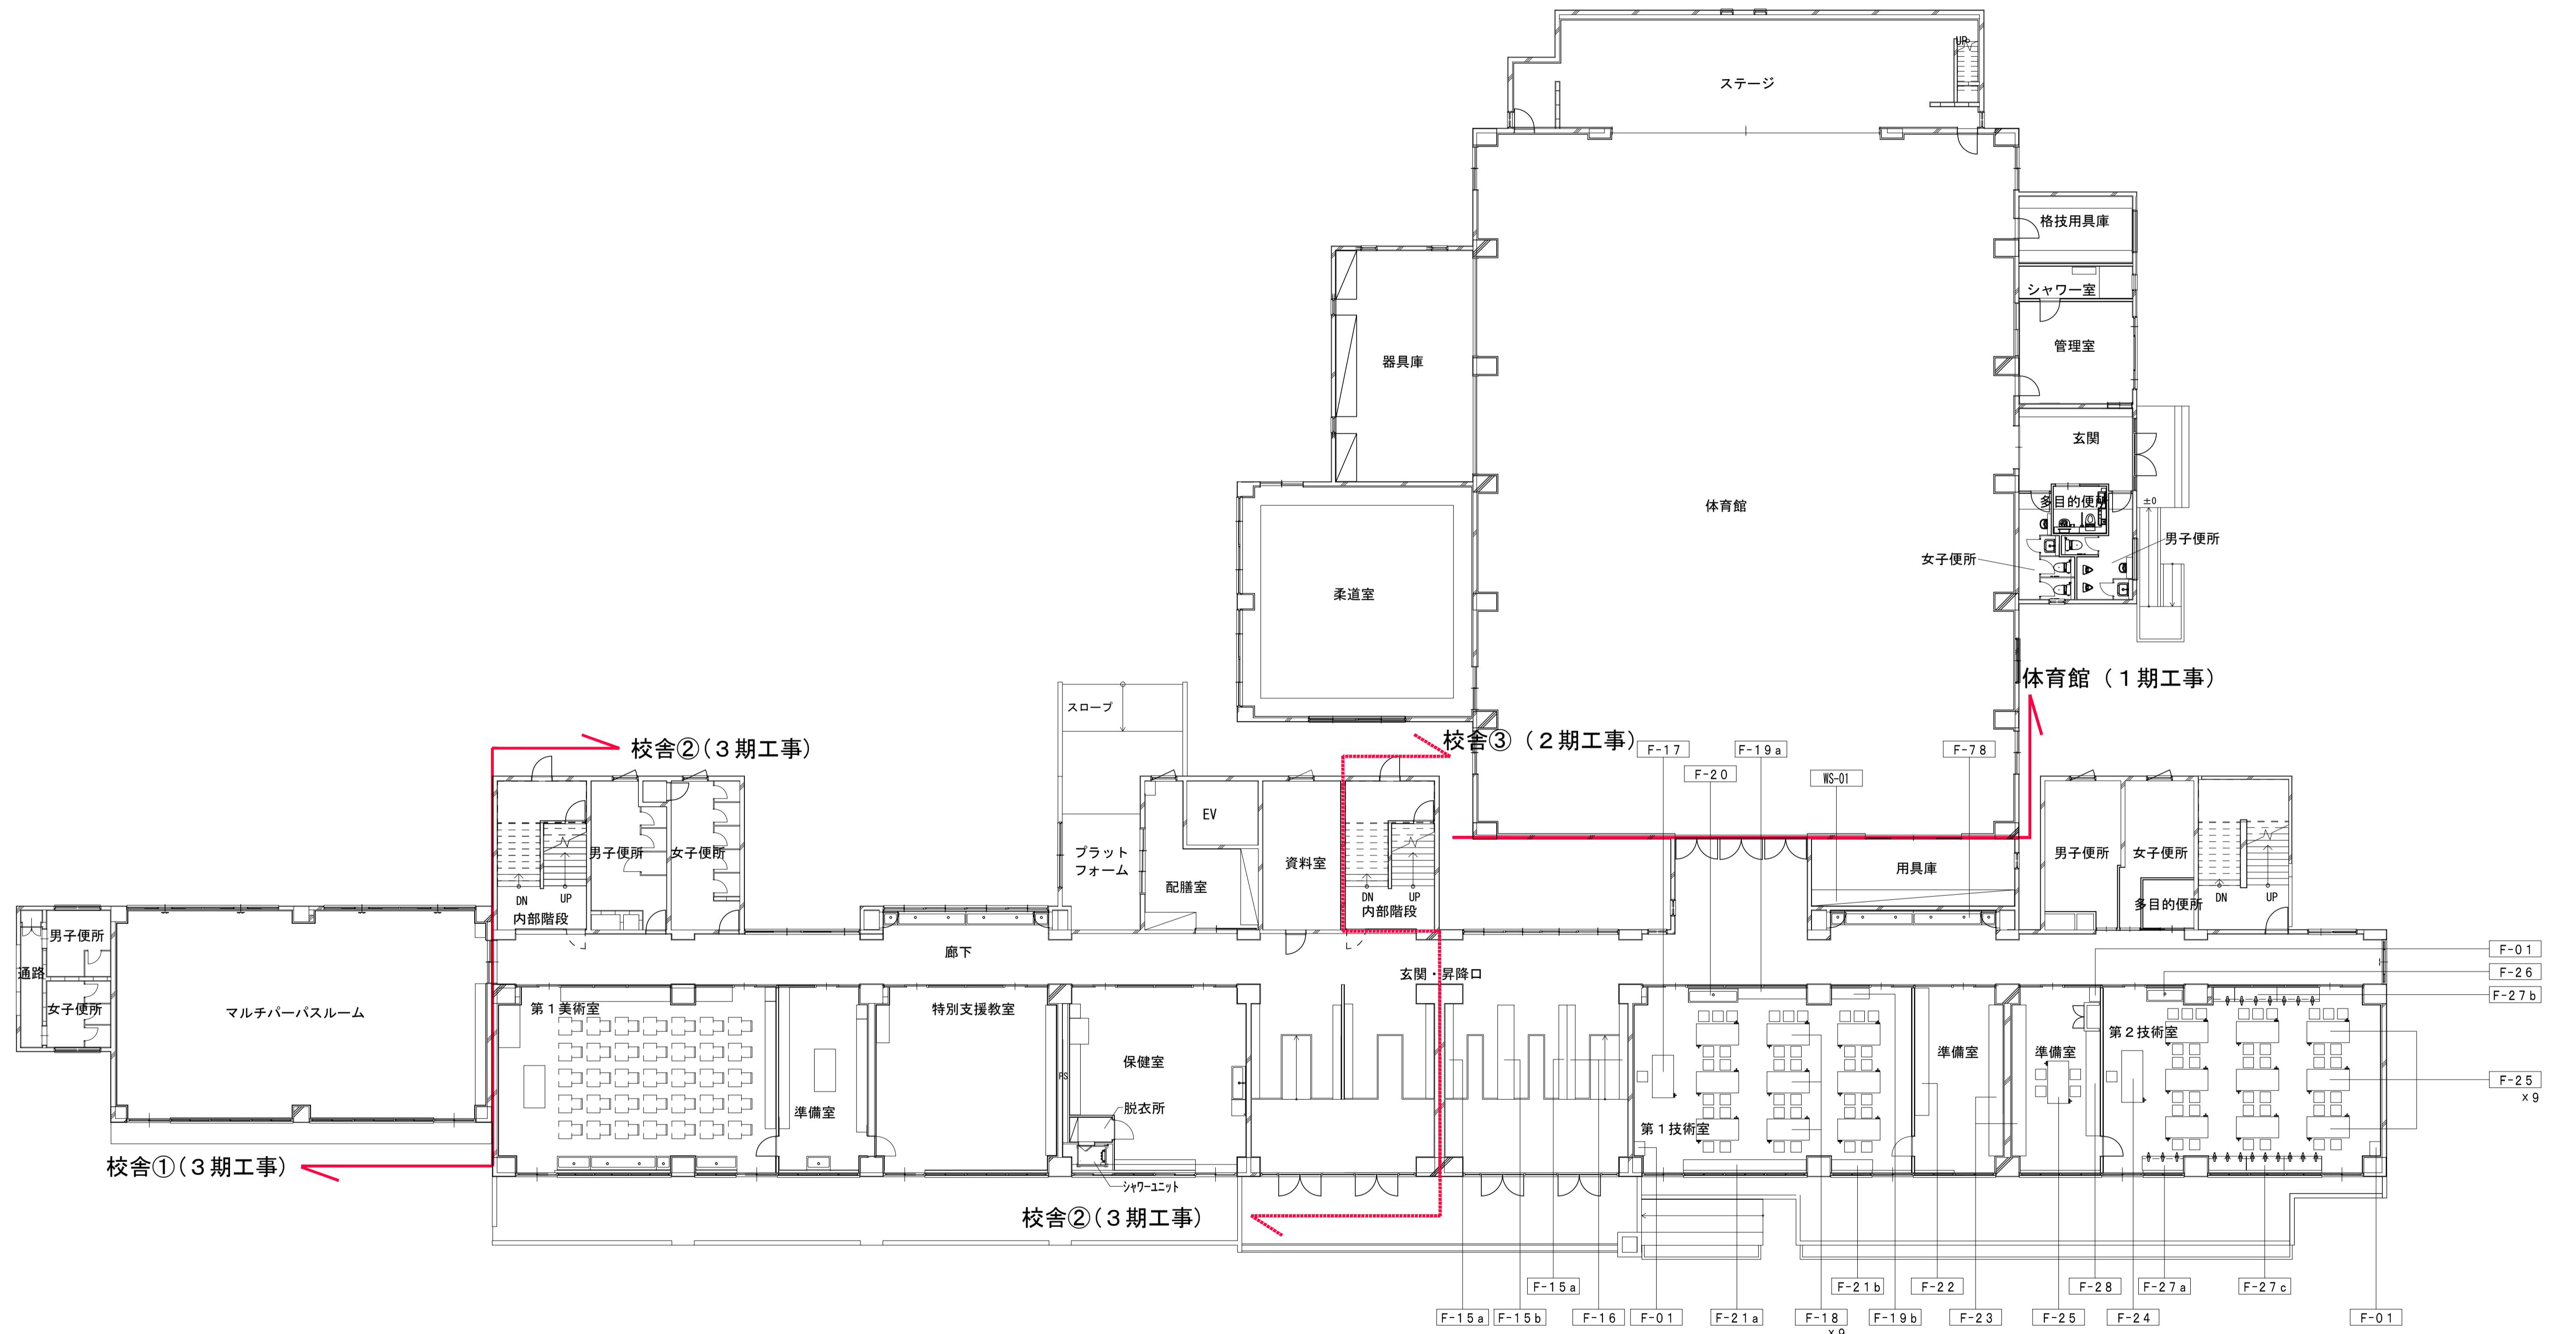 UP
ステージ
格技用具庫
シャワー室
管理室
器具庫
玄関
多目的便所
±0
体育館
男子便所
女子便所
柔道室
体育館（１期工事）
スロープ
校舎②(３期工事)
校舎③（２期工事）
F-17
F-19a
F-78
F-20
WS-01
EV
男子便所
女子便所
プラット
フォーム
資料室
配膳室
用具庫
男子便所
女子便所
DN
UP
内部階段
DN
UP
内部階段
多目的便所
DN
UP
男子便所
通路
女子便所
マルチパーパスルーム
廊下
玄関・昇降口
F-01
F-26
F-27b
第１美術室
特別支援教室
保健室
PS
準備室
脱衣所
シャワーユニット
第１技術室
準備室
準備室
第２技術室
F-25
×9
校舎①(３期工事)
校舎②(３期工事)
F-15a
F-21b
F-22
F-28
F-27a
F-27c
F-15a
F-15b
F-16
F-01
F-21a
F-18
×9
F-19b
F-23
F-25
F-24
F-01